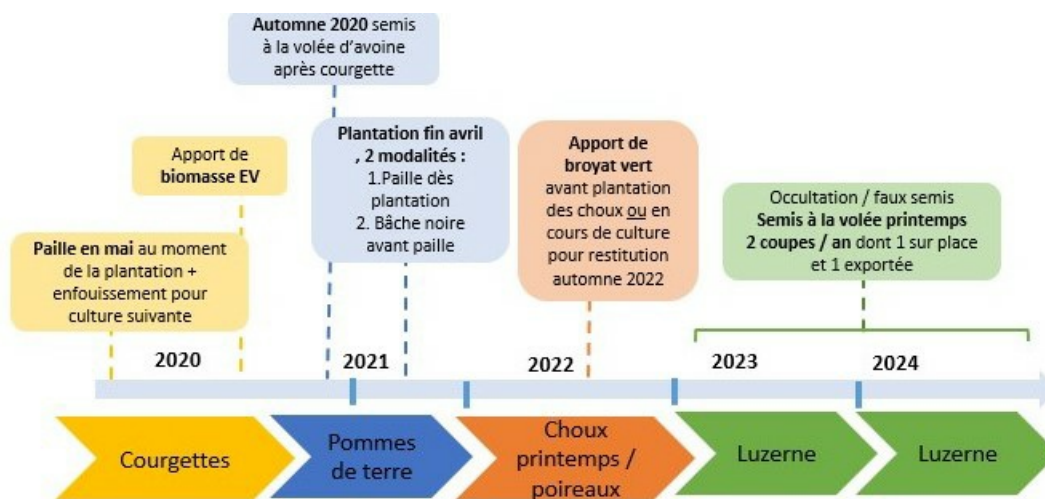 Automne 2020 semis
à la volée d'avoine
après courgette
Apport de
biomasse EV
Plantation fin avril
, 2 modalités :
1.Paille dès
plantation
2. Bâche noire
avant paille
Apport de
broyat vert
avant plantation
des choux ou en
cours de culture
pour restitution
automne 2022
Occultation / faux semis
Semis à la volée printemps
2 coupes / an dont 1 sur place
et 1 exportée
Paille en mai au moment
de la plantation +
enfouissement pour
culture suivante
2020
2021
2022
2023
2024
Courgettes
Pommes
de terre
Choux
printemps /
poireaux
Luzerne
Luzerne